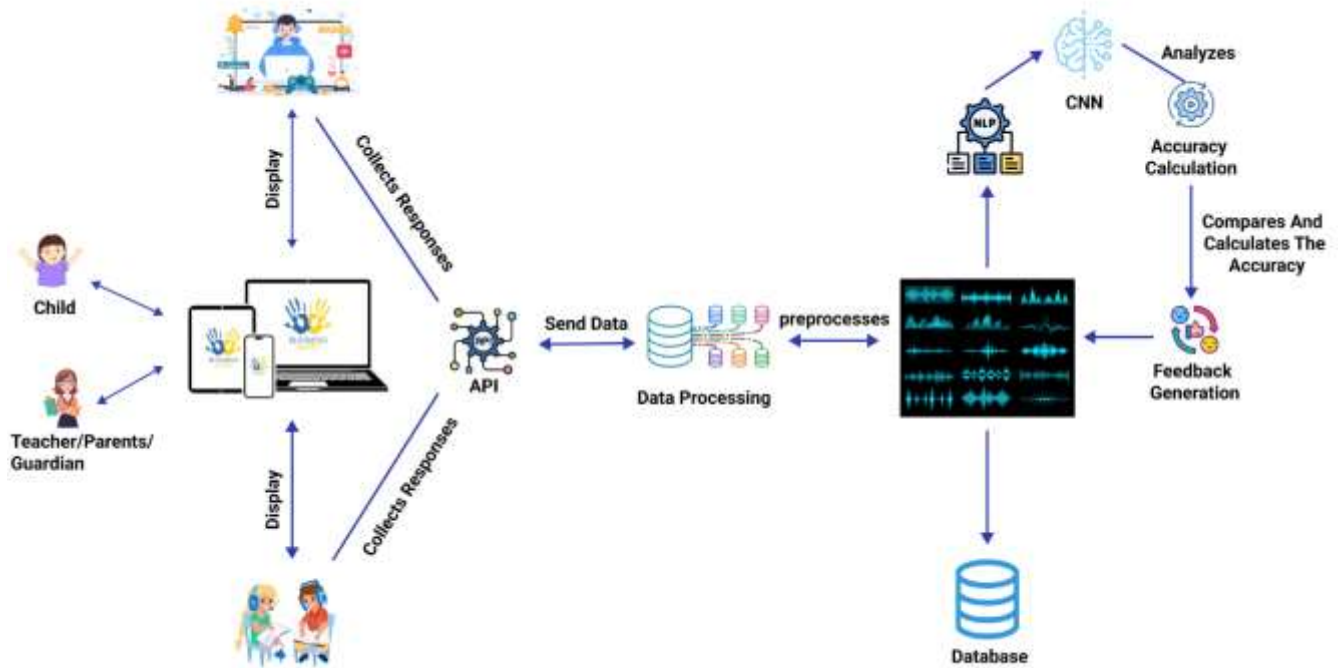 Display
Collects Responses
Child
Teacher/Parents/
Guardian
Display
Collects Responses
API
Send Data
Data Processing
preprocesses
NLP
CNN
Analyzes
Accuracy
Calculation
Compares And
Calculates The
Accuracy
Feedback
Generation
Database